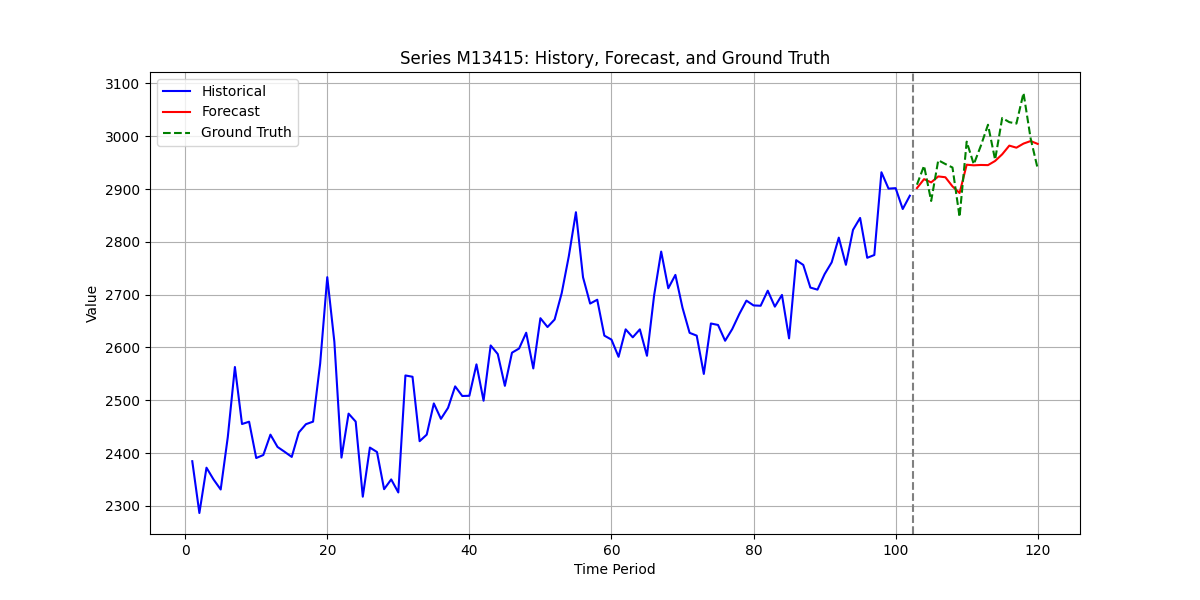 Series M13415: History, Forecast, and Ground Truth
3100
3000
2900
2800
2700
2600
2500
2400
2300
Value
Historical
Forecast
Ground Truth
0 20 40 60 80 100 120
Time Period